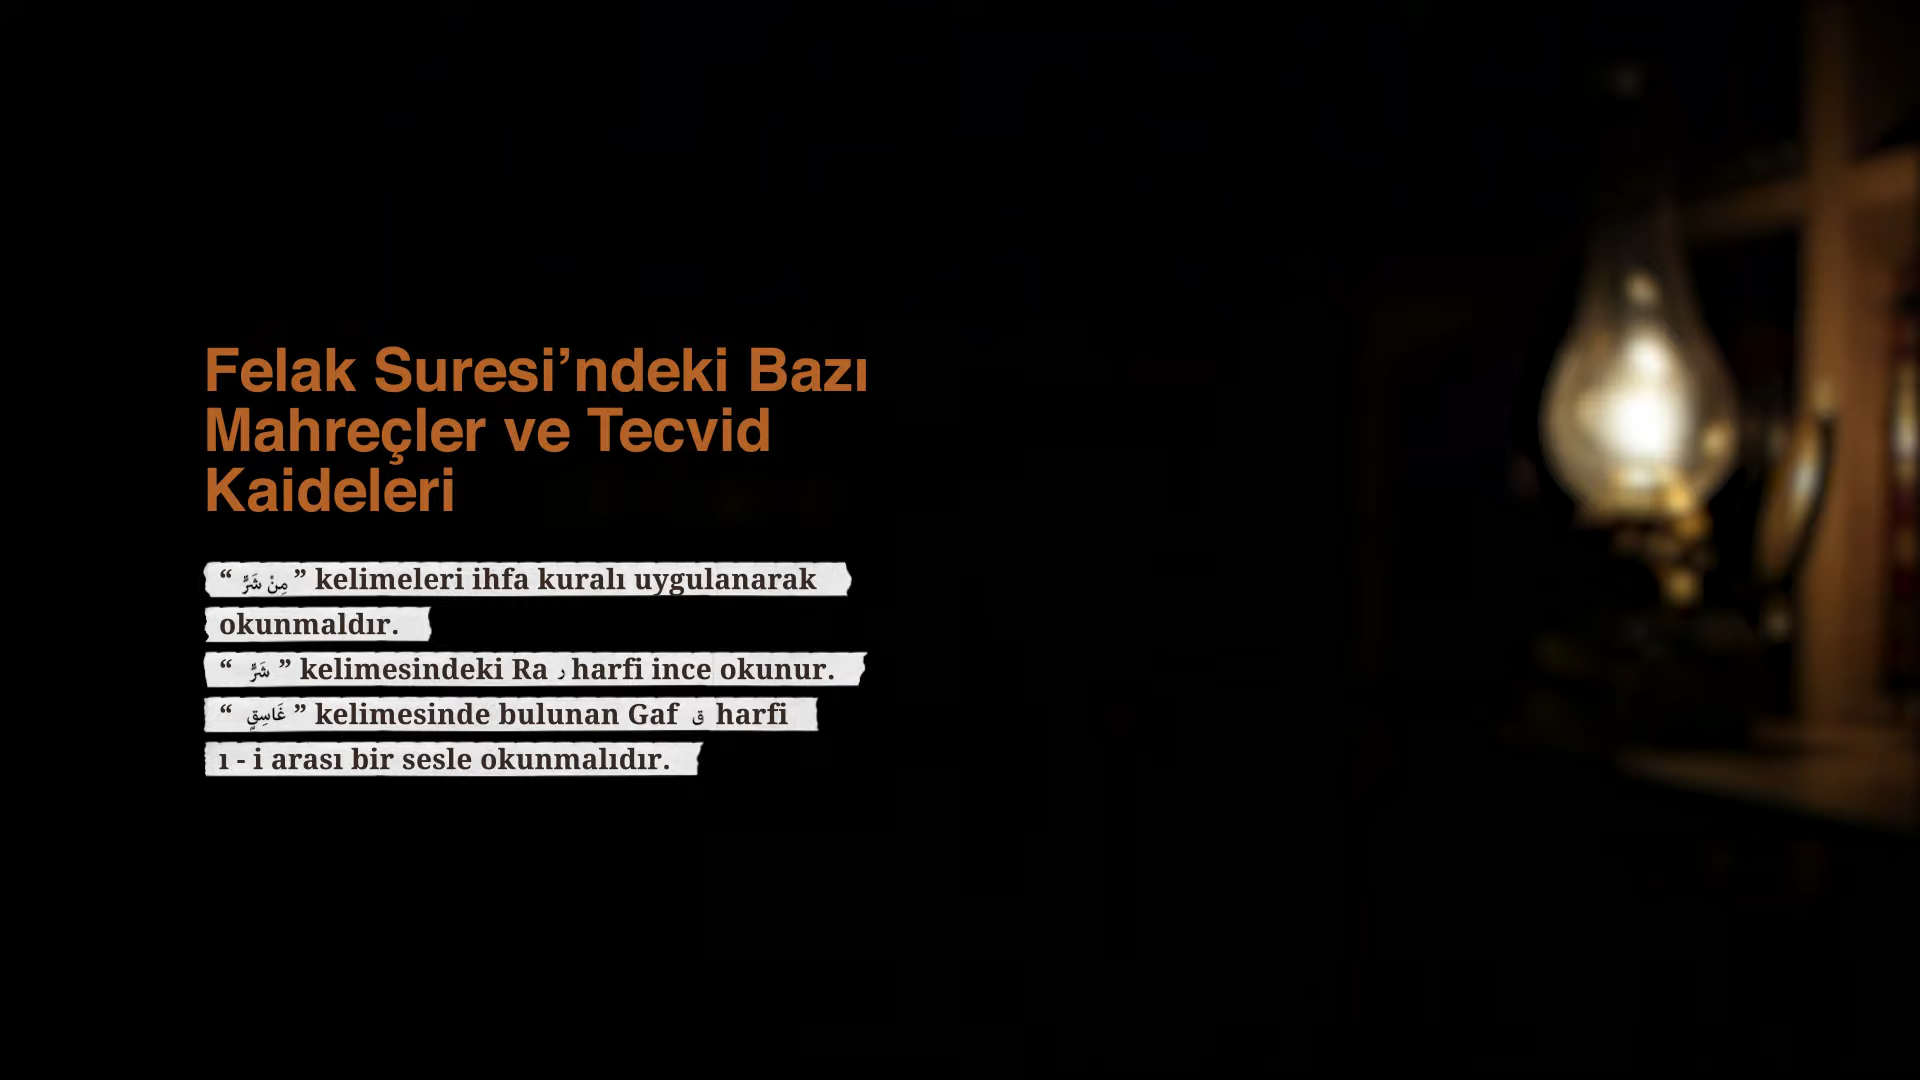 Felak Suresi’ndeki Bazı
Mahreçler ve Tecvid
Kaideleri
“ مِنْ شَرٍّ ” kelimeleri ihfa kuralı uygulanarak
okunmaldır.
“ شَرٍّ ” kelimesindeki Ra ر harfi ince okunur.
“ غَاسِقٍ ” kelimesinde bulunan Gaf ق harfi
ı - i arası bir sesle okunmalıdır.